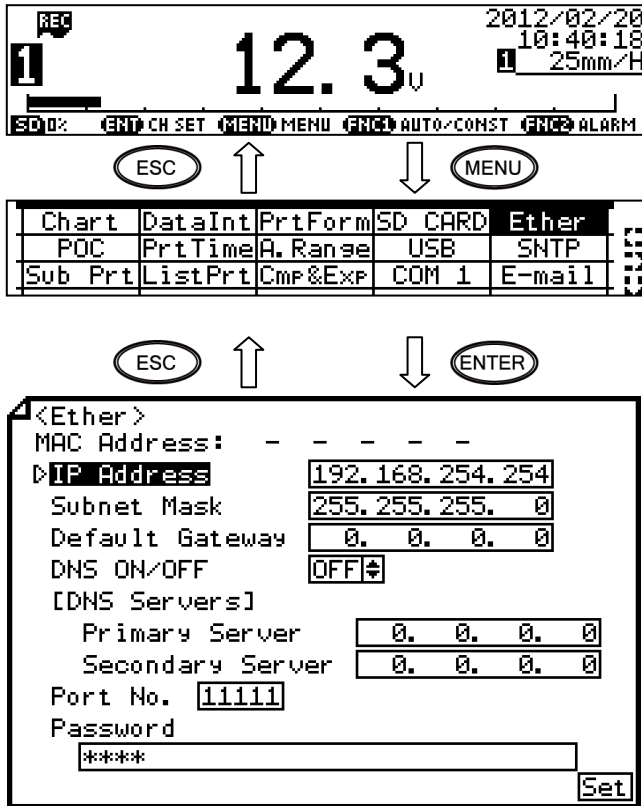 REC 2012/02/20
10:40:18
1 12.3V 1 25mm/H
SD 0% ENT CH SET MENU MENU FNC1 AUTO/CONST FNC2 ALARM
ESC MENU
Chart DataInt PrtForm SD CARD Ether
POC PrtTime A.Range USB SNTP
Sub Prt ListPrt Cmp&Exp COM 1 E-mail
ESC ENTER
<Ether>
MAC Address: - - - - -
IP Address 192.168.254.254
Subnet Mask 255.255.255. 0
Default Gateway 0. 0. 0. 0
DNS ON/OFF OFF
[DNS Servers]
Primary Server 0. 0. 0. 0
Secondary Server 0. 0. 0. 0
Port No. 11111
Password
****
Set